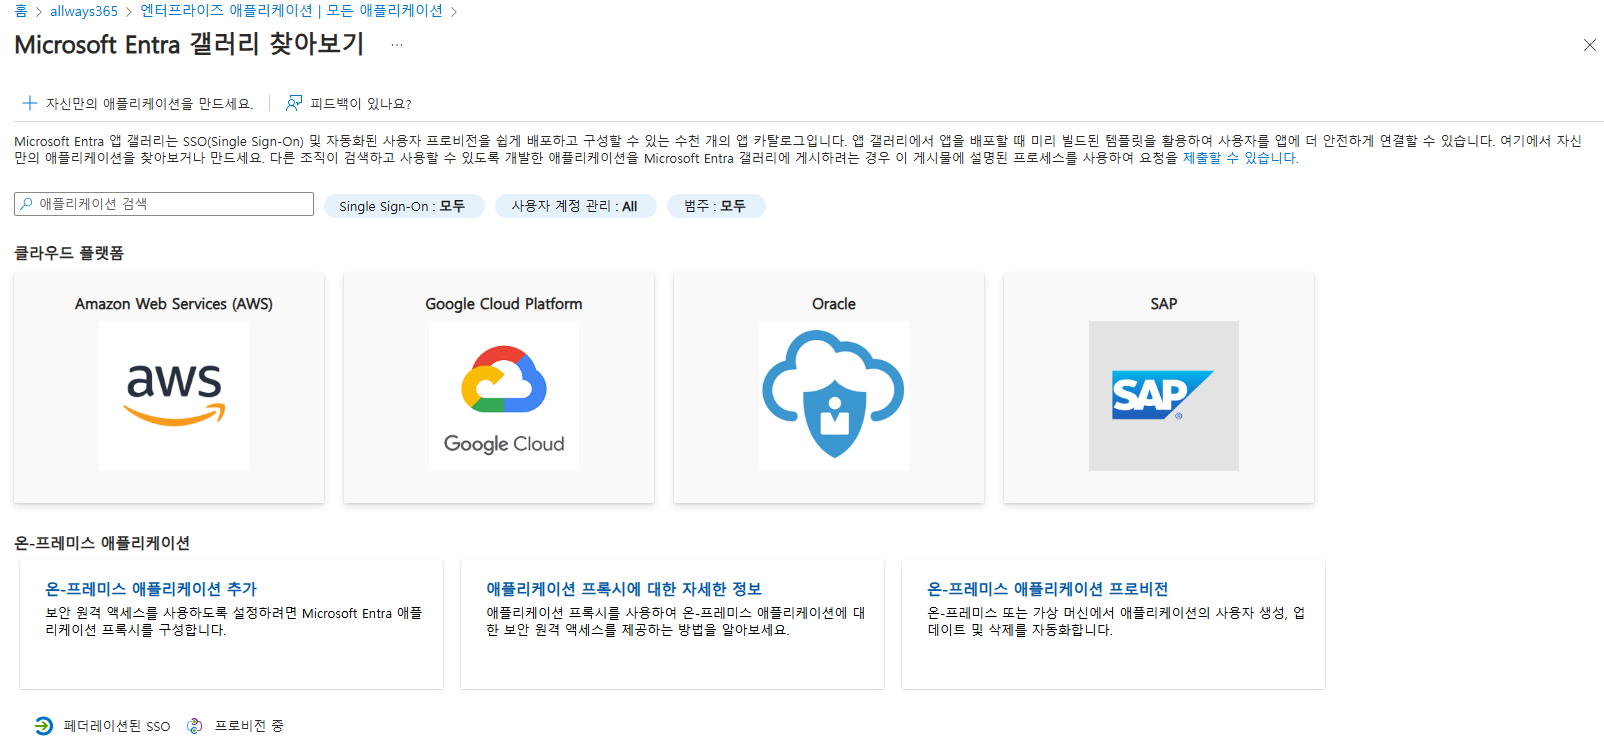 홈 > allways365 > 엔터프라이즈 애플리케이션 | 모든 애플리케이션 >
Microsoft Entra 갤러리 찾아보기 ...
자신만의 애플리케이션을 만드세요. 피드백이 있나요?
Microsoft Entra 앱 갤러리는 SSO(Single Sign-On) 및 자동화된 사용자 프로비전을 쉽게 배포하고 구성할 수 있는 수천 개의 앱 카탈로그입니다. 앱 갤러리에서 앱을 배포할 때 미리 빌드된 템플릿을 활용하여 사용자를 앱에 더 안전하게 연결할 수 있습니다. 여기에서 자신
만의 애플리케이션을 찾아보거나 만드세요. 다른 조직이 검색하고 사용할 수 있도록 개발한 애플리케이션을 Microsoft Entra 갤러리에 게시하려는 경우 이 게시물에 설명된 프로세스를 사용하여 요청을 제출할 수 있습니다.
애플리케이션 검색 Single Sign-On : 모두 사용자 계정 관리 : All 범주 : 모두
클라우드 플랫폼
Amazon Web Services (AWS)
aws
Google Cloud Platform
Google Cloud
Oracle
SAP
SAP®
온-프레미스 애플리케이션
온-프레미스 애플리케이션 추가
보안 원격 액세스를 사용하도록 설정하려면 Microsoft Entra 애플
리케이션 프록시를 구성합니다.
애플리케이션 프록시에 대한 자세한 정보
애플리케이션 프록시를 사용하여 온-프레미스 애플리케이션에 대
한 보안 원격 액세스를 제공하는 방법을 알아보세요.
온-프레미스 애플리케이션 프로비전
온-프레미스 또는 가상 머신에서 애플리케이션의 사용자 생성, 업
데이트 및 삭제를 자동화합니다.
페더레이션된 SSO 프로비전 중